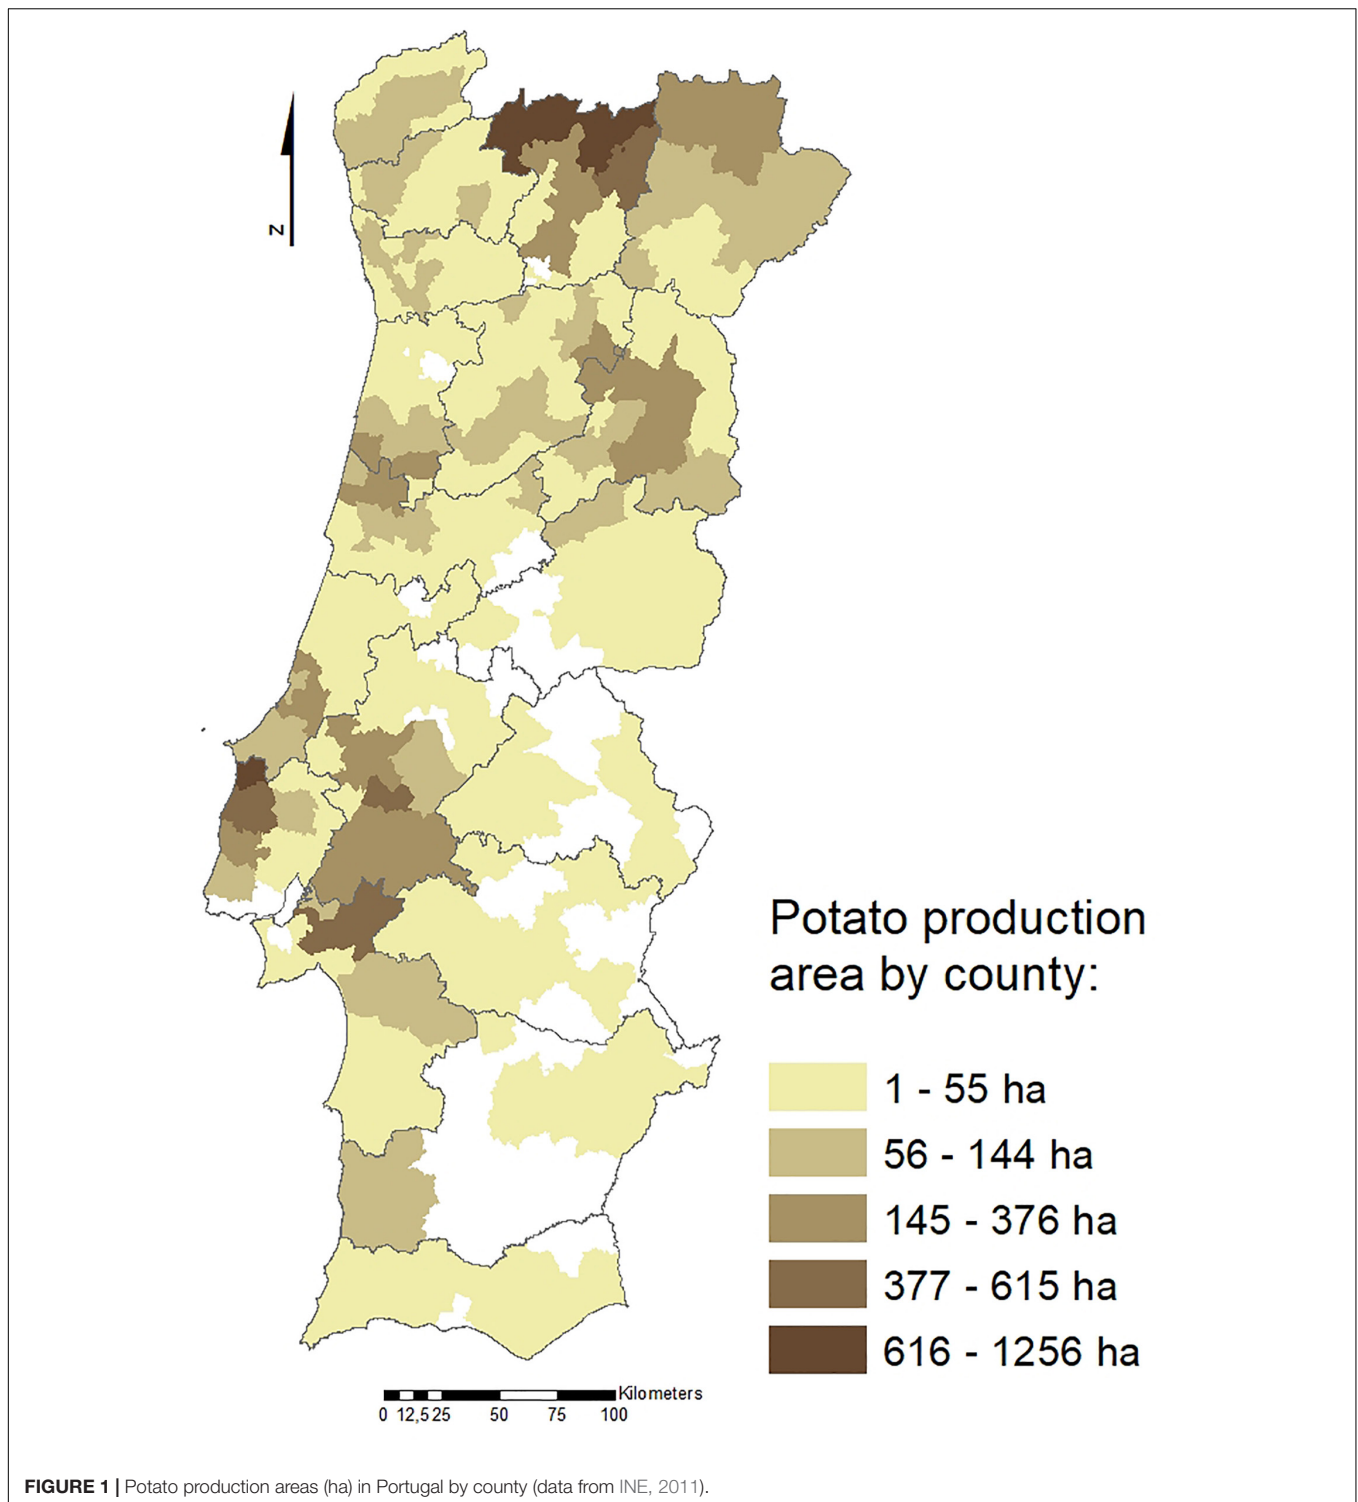 N
Potato production
area by county:
1 - 55 ha
56 - 144 ha
145 - 376 ha
377 - 615 ha
616 - 1256 ha
Kilometers
0 12,5 25 50 75 100
FIGURE 1 | Potato production areas (ha) in Portugal by county (data from INE, 2011).